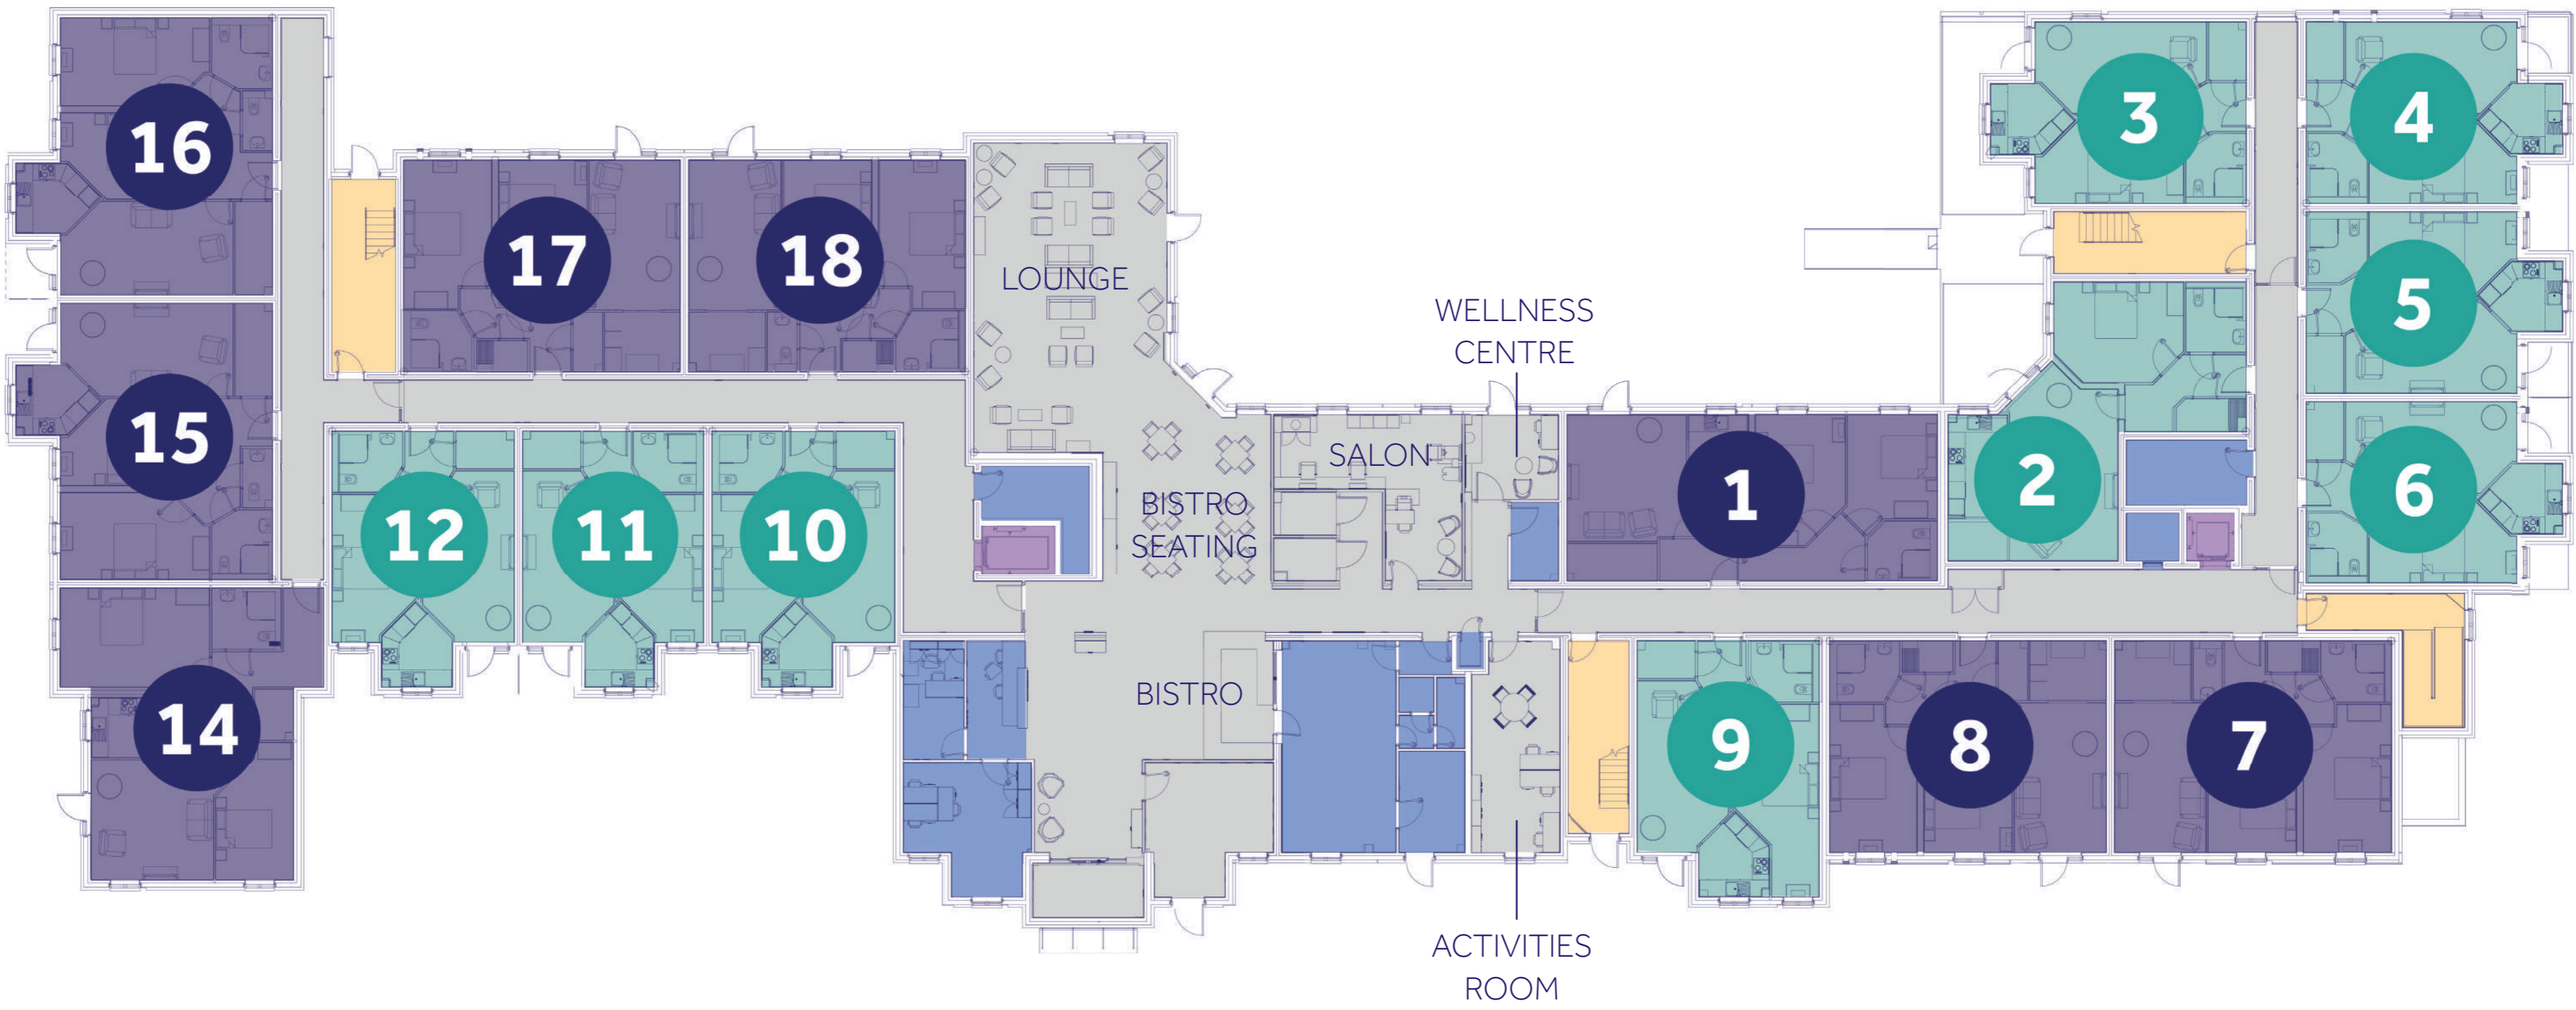 16
3
4
17
18
LOUNGE
WELLNESS
CENTRE
5
15
SALON
1
2
6
12
11
10
BISTRO
SEATING
14
BISTRO
9
8
7
ACTIVITIES
ROOM